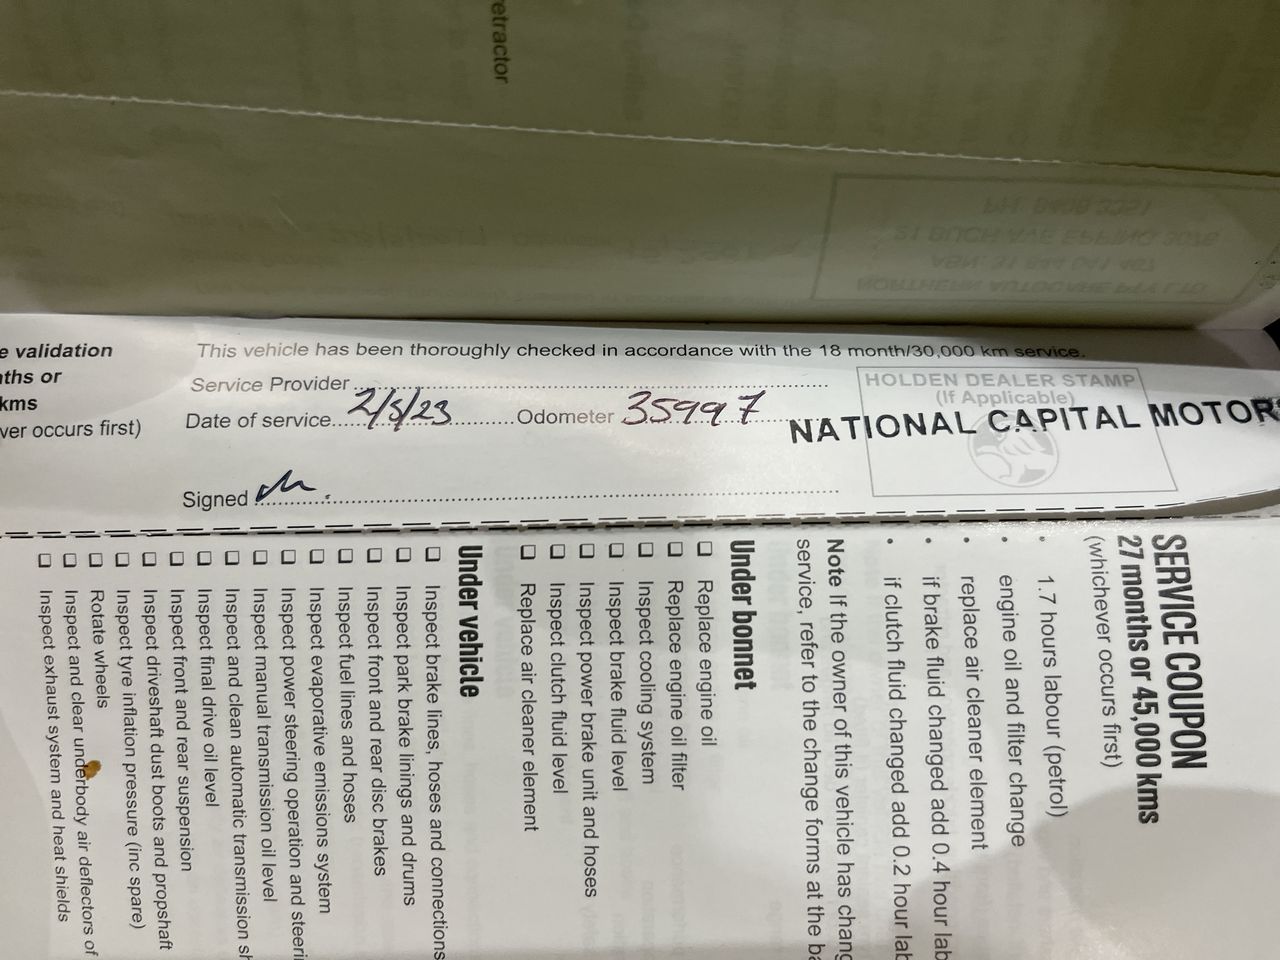 etractor
e validation
ths or
kms
ver occurs first)
This vehicle has been thoroughly checked in accordance with the 18 month/30,000 km service.
Service Provider
Date of service 2/5/23 Odometer 35997
Signed
HOLDEN DEALER STAMP
(If Applicable)
NATIONAL CAPITAL MOTORS
SERVICE COUPON
27 months or 45,000 kms
(whichever occurs first)
• 1.7 hours labour (petrol)
• engine oil and filter change
• replace air cleaner element
• if brake fluid changed add 0.4 hour lab
• if clutch fluid changed add 0.2 hour lab
Note If the owner of this vehicle has chang
service, refer to the change forms at the ba
Under bonnet
❑ Replace engine oil
❑ Replace engine oil filter
❑ Inspect cooling system
❑ Inspect brake fluid level
❑ Inspect power brake unit and hoses
❑ Inspect clutch fluid level
❑ Replace air cleaner element
Under vehicle
❑ Inspect brake lines, hoses and connections
❑ Inspect park brake linings and drums
❑ Inspect front and rear disc brakes
❑ Inspect fuel lines and hoses
❑ Inspect evaporative emissions system
❑ Inspect power steering operation and steeri
❑ Inspect manual transmission oil level
❑ Inspect and clean automatic transmission sh
❑ Inspect final drive oil level
❑ Inspect front and rear suspension
❑ Inspect driveshaft dust boots and propshaft
❑ Inspect tyre inflation pressure (inc spare)
❑ Rotate wheels
❑ Inspect and clear underbody air deflectors of
❑ Inspect exhaust system and heat shields